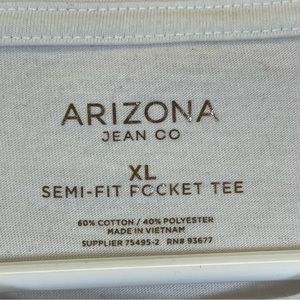 ARIZONA
JEAN CO
XL
SEMI-FIT POCKET TEE
60% COTTON / 40% POLYESTER
MADE IN VIETNAM
SUPPLIER 75495-2 RN# 93677